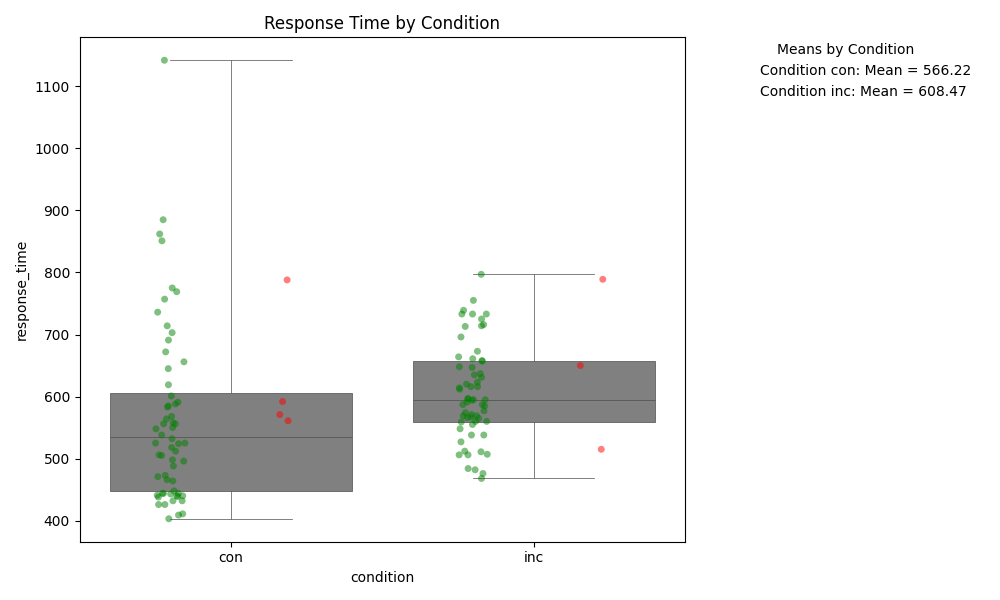 Response Time by Condition
Means by Condition
Condition con: Mean = 566.22
Condition inc: Mean = 608.47
1100
1000
900
800
700
600
500
400
response_time
con
inc
condition